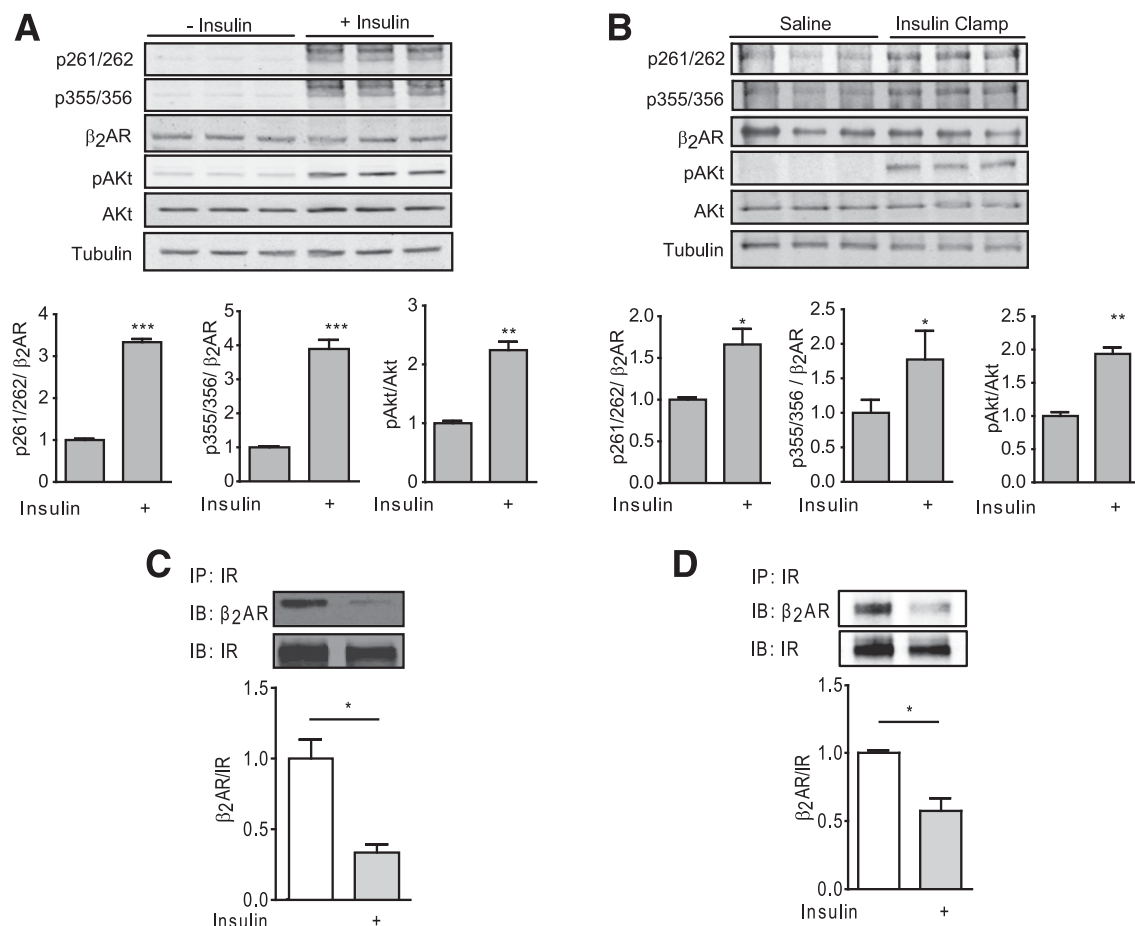 A
- Insulin
+ Insulin
p261/262
p355/356
β2AR
pAKt
AKt
Tubulin
p261/262/ β2AR
4
3
2
1
0
***
Insulin +
p355/356/ β2AR
5
4
3
2
1
0
***
Insulin +
pAkt/Akt
3
2
1
0
**
Insulin +
B
Saline
Insulin Clamp
p261/262
p355/356
β2AR
pAKt
AKt
Tubulin
p261/262/ β2AR
2.0
1.5
1.0
0.5
0.0
*
Insulin +
p355/356 / β2AR
2.5
2.0
1.5
1.0
0.5
0.0
*
Insulin +
pAkt/Akt
2.5
2.0
1.5
1.0
0.5
0.0
**
Insulin +
C
IP: IR
IB: β2AR
IB: IR
β2AR/IR
1.5
1.0
0.5
0.0
*
Insulin +
D
IP: IR
IB: β2AR
IB: IR
β2AR/IR
1.5
1.0
0.5
0.0
*
Insulin +